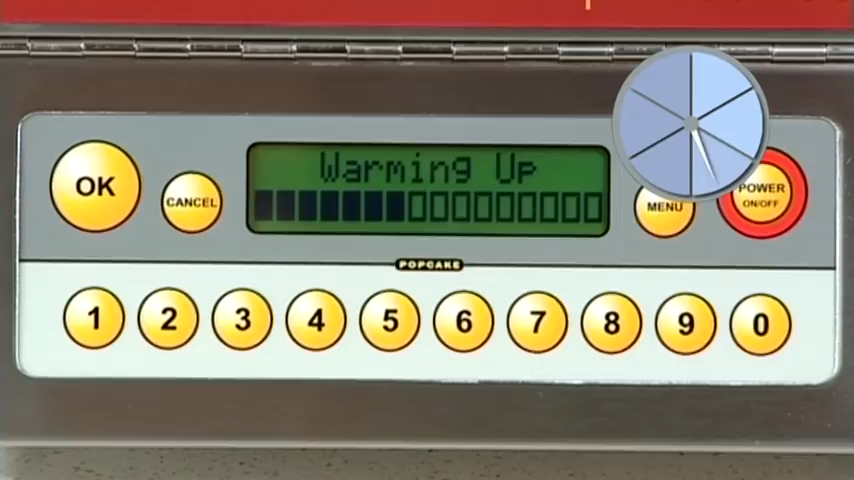 Warming Up
OK
CANCEL
MENU
POWER
ON/OFF
POPCAKE
1 2 3 4 5 6 7 8 9 0